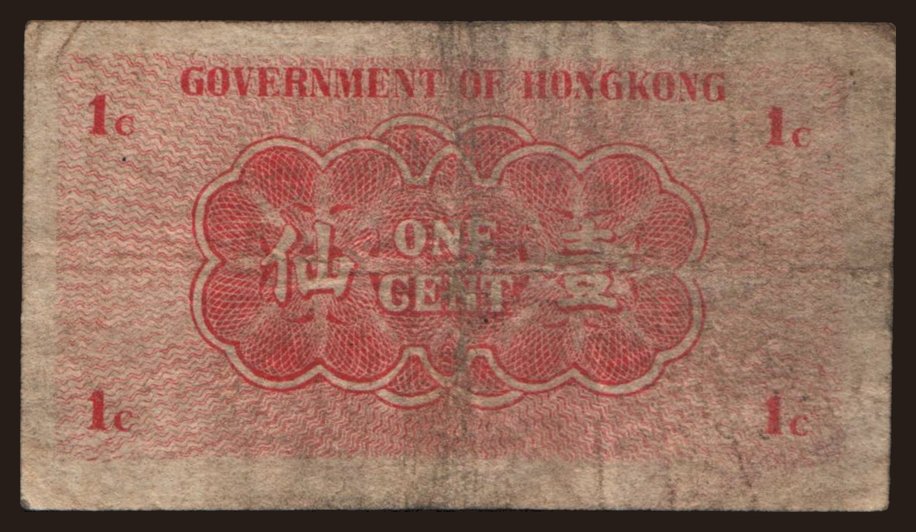 GOVERNMENT OF HONGKONG
1c 1c
仙 ONE CENT 壹
1c 1c